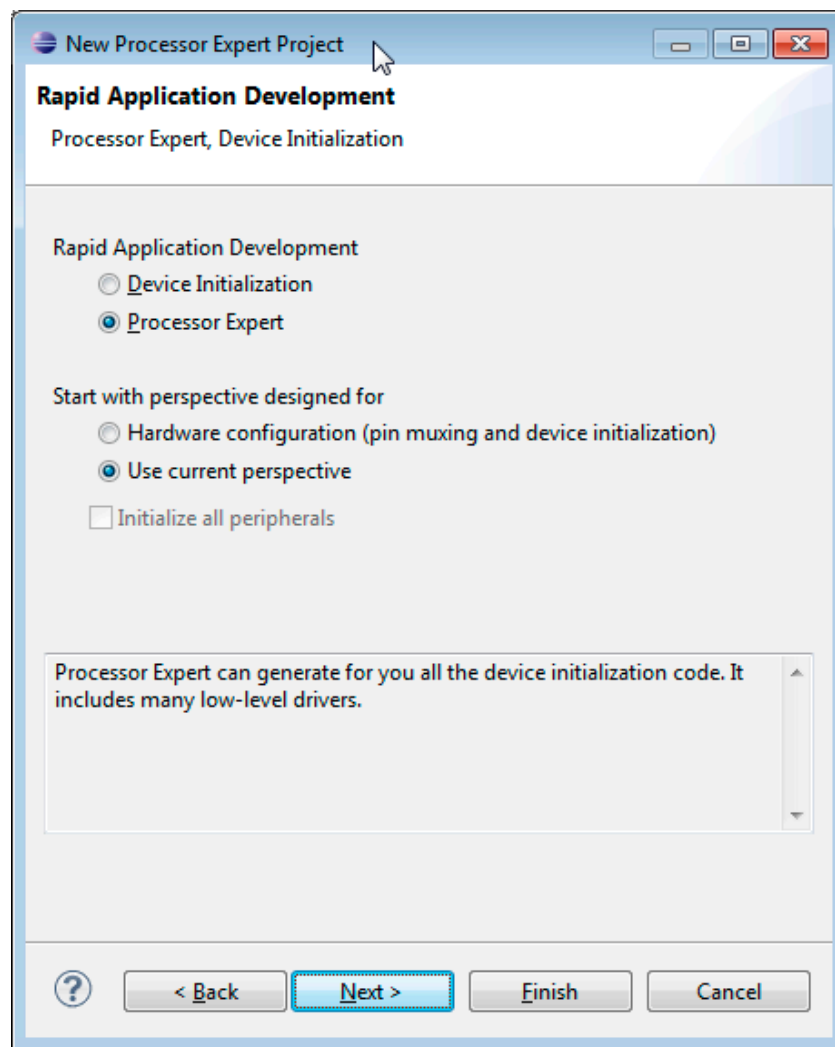 New Processor Expert Project
Rapid Application Development
Processor Expert, Device Initialization
Rapid Application Development
Device Initialization
Processor Expert
Start with perspective designed for
Hardware configuration (pin muxing and device initialization)
Use current perspective
Initialize all peripherals
Processor Expert can generate for you all the device initialization code. It
includes many low-level drivers.
? < Back Next > Finish Cancel